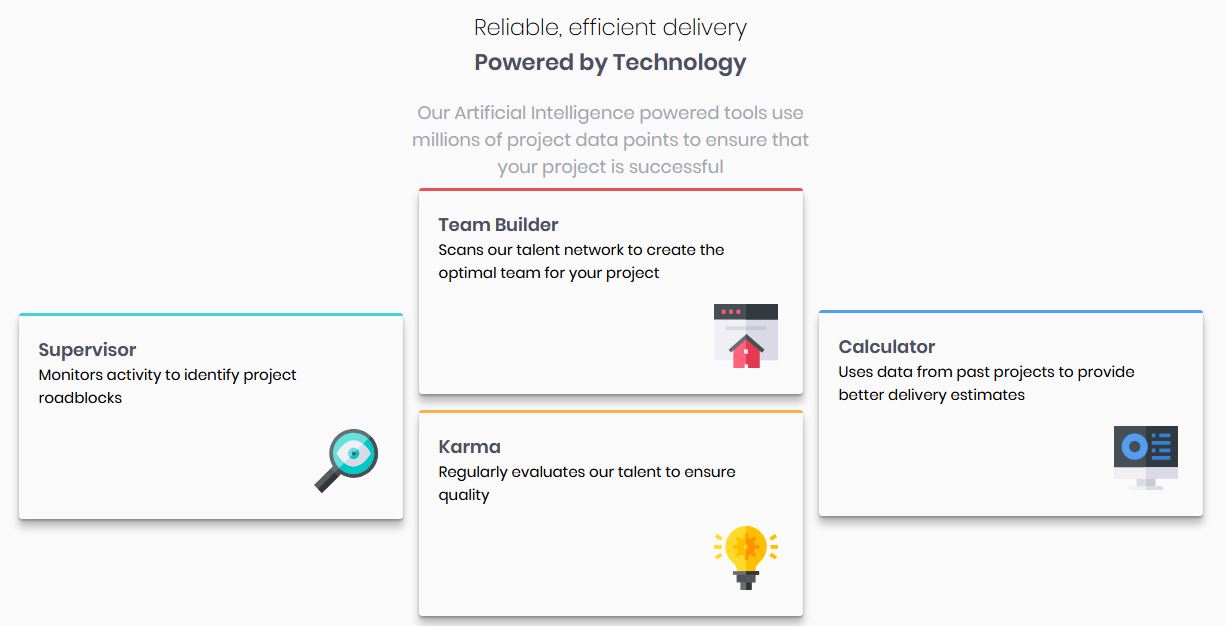 Reliable, efficient delivery
Powered by Technology
Our Artificial Intelligence powered tools use
millions of project data points to ensure that
your project is successful
Supervisor
Monitors activity to identify project
roadblocks
Team Builder
Scans our talent network to create the
optimal team for your project
Karma
Regularly evaluates our talent to ensure
quality
Calculator
Uses data from past projects to provide
better delivery estimates